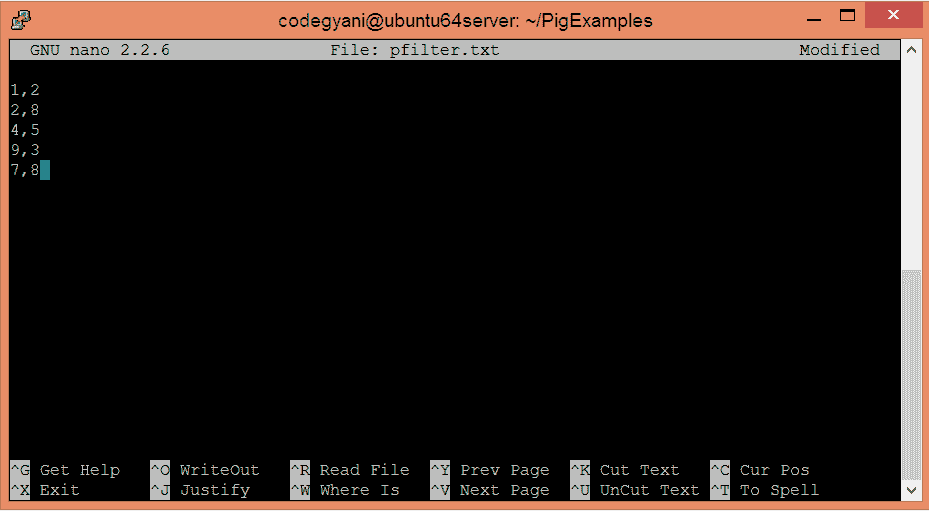 codegyani@ubuntu64server: ~/PigExamples
GNU nano 2.2.6 File: pfilter.txt Modified
1,2
2,8
4,5
9,3
7,8
^G Get Help ^O WriteOut ^R Read File ^Y Prev Page ^K Cut Text ^C Cur Pos
^X Exit ^J Justify ^W Where Is ^V Next Page ^U UnCut Text ^T To Spell